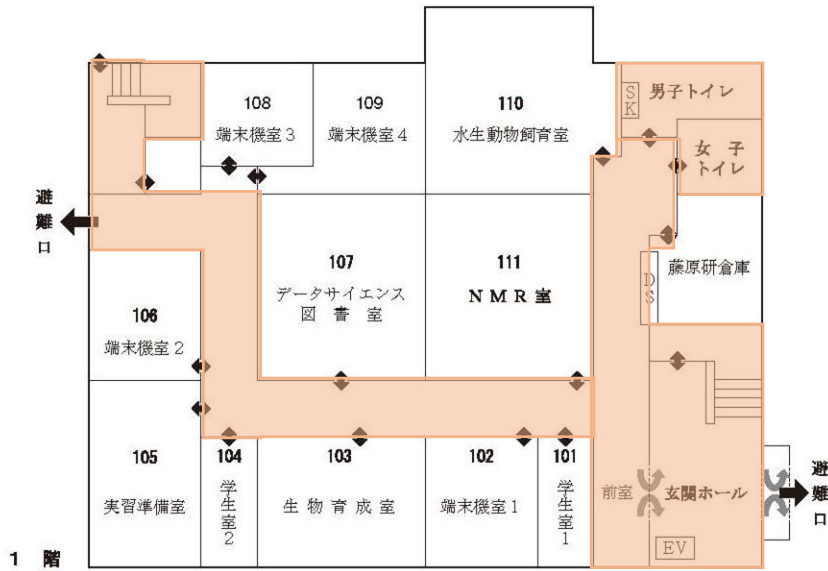 108
端末機室3
109
端末機室4
110
水生動物飼育室
SK
男子トイレ
女子
トイレ
避難口
107
データサイエンス
図書室
111
NMR室
DS
藤原研倉庫
106
端末機室2
105
実習準備室
104
学生室2
103
生物育成室
102
端末機室1
101
学生室1
前室
玄関ホール
EV
避難口
1 階